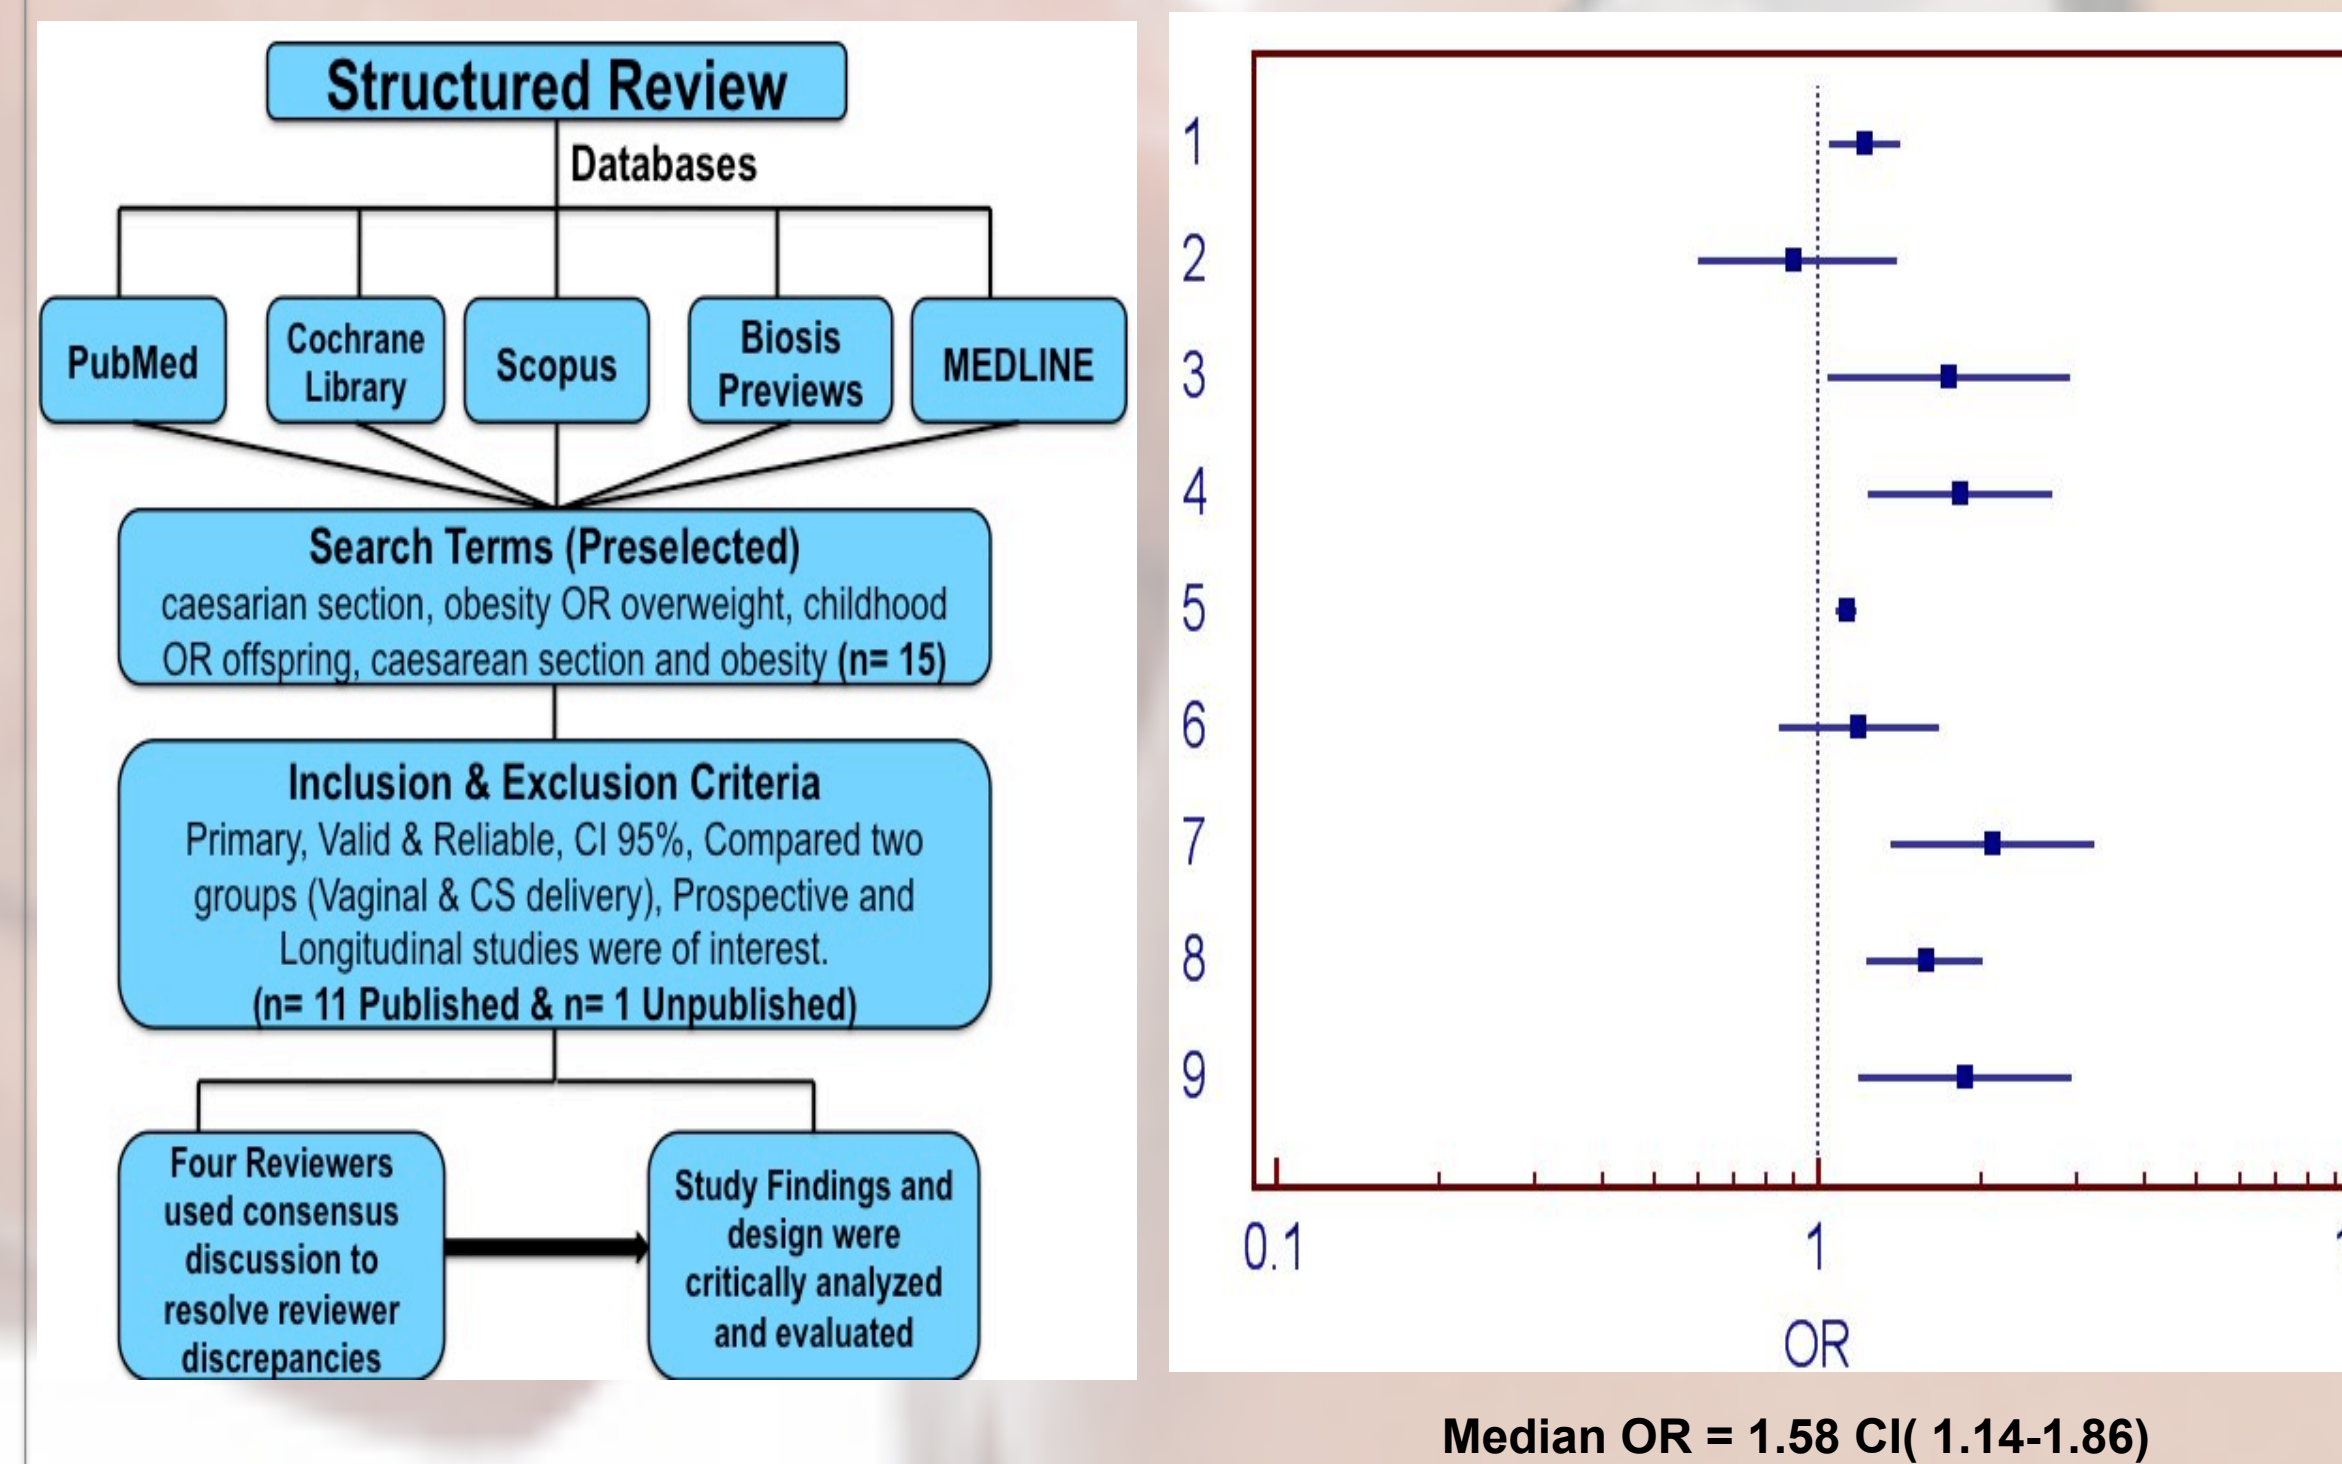 Structured Review
Databases
PubMed
Cochrane
Library
Scopus
Biosis
Previews
MEDLINE
Search Terms (Preselected)
caesarian section, obesity OR overweight, childhood
OR offspring, caesarean section and obesity (n= 15)
Inclusion & Exclusion Criteria
Primary, Valid & Reliable, CI 95%, Compared two
groups (Vaginal & CS delivery), Prospective and
Longitudinal studies were of interest.
(n= 11 Published & n= 1 Unpublished)
Four Reviewers
used consensus
discussion to
resolve reviewer
discrepancies
Study Findings and
design were
critically analyzed
and evaluated
1
2
3
4
5
6
7
8
9
0.1
1
OR
Median OR = 1.58 CI( 1.14-1.86)